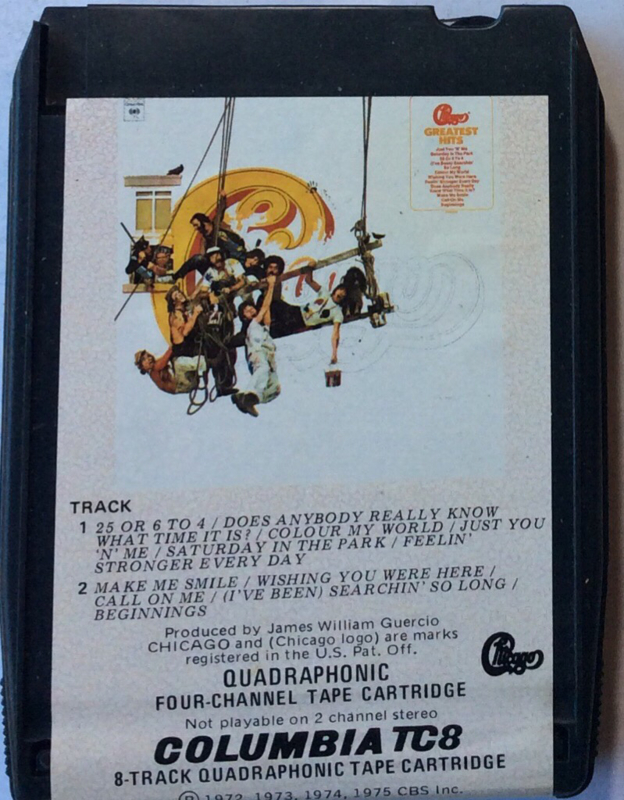 Chicago
GREATEST
HITS
TRACK
1 25 OR 6 TO 4 / DOES ANYBODY REALLY KNOW
WHAT TIME IT IS? / COLOUR MY WORLD / JUST YOU
'N' ME / SATURDAY IN THE PARK / FEELIN'
STRONGER EVERY DAY
2 MAKE ME SMILE / WISHING YOU WERE HERE /
CALL ON ME / (I'VE BEEN) SEARCHIN' SO LONG /
BEGINNINGS
Produced by James William Guercio
CHICAGO and (Chicago logo) are marks
registered in the U.S. Pat. Off.
Chicago
QUADRAPHONIC
FOUR-CHANNEL TAPE CARTRIDGE
Not playable on 2 channel stereo
COLUMBIA TC8
8-TRACK QUADRAPHONIC TAPE CARTRIDGE
Ⓟ 1972, 1973, 1974, 1975 CBS Inc.